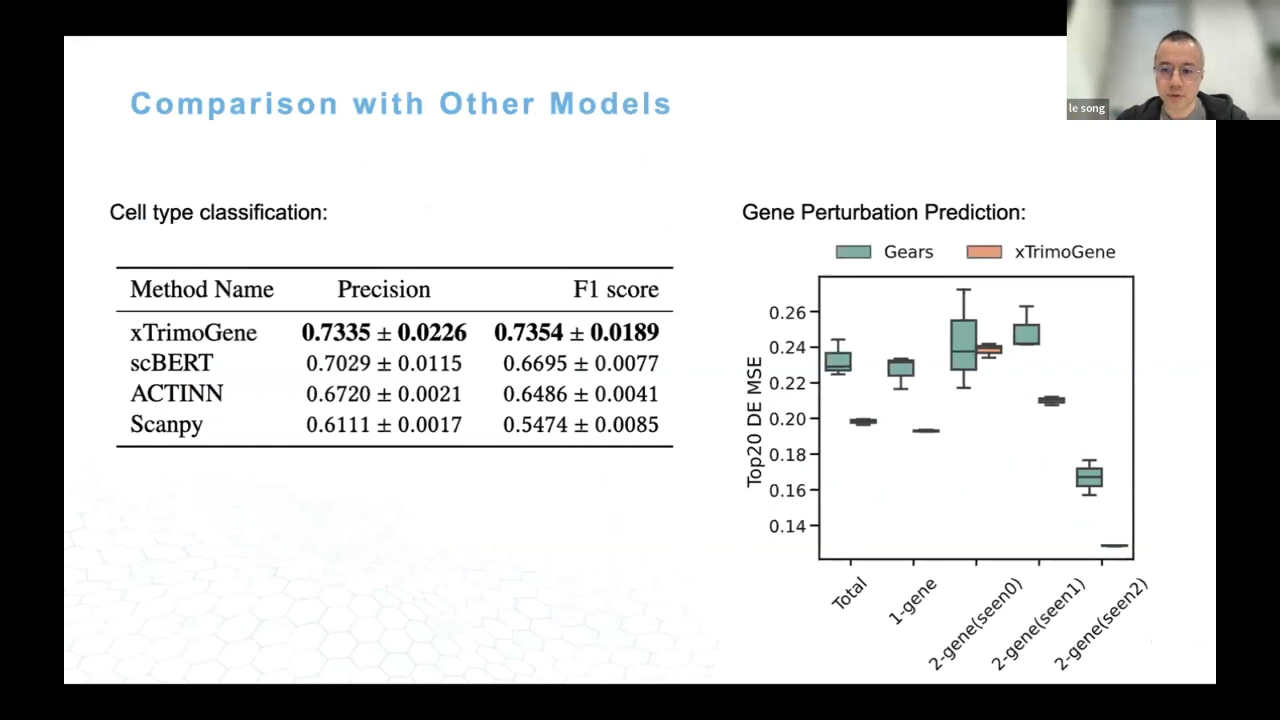 le song
Comparison with Other Models
Cell type classification:
Method Name Precision F1 score
xTrimoGene 0.7335 ± 0.0226 0.7354 ± 0.0189
scBERT 0.7029 ± 0.0115 0.6695 ± 0.0077
ACTINN 0.6720 ± 0.0021 0.6486 ± 0.0041
Scanpy 0.6111 ± 0.0017 0.5474 ± 0.0085
Gene Perturbation Prediction:
Gears xTrimoGene
Top20 DE MSE
0.26
0.24
0.22
0.20
0.18
0.16
0.14
Total
1-gene
2-gene(seen0)
2-gene(seen1)
2-gene(seen2)